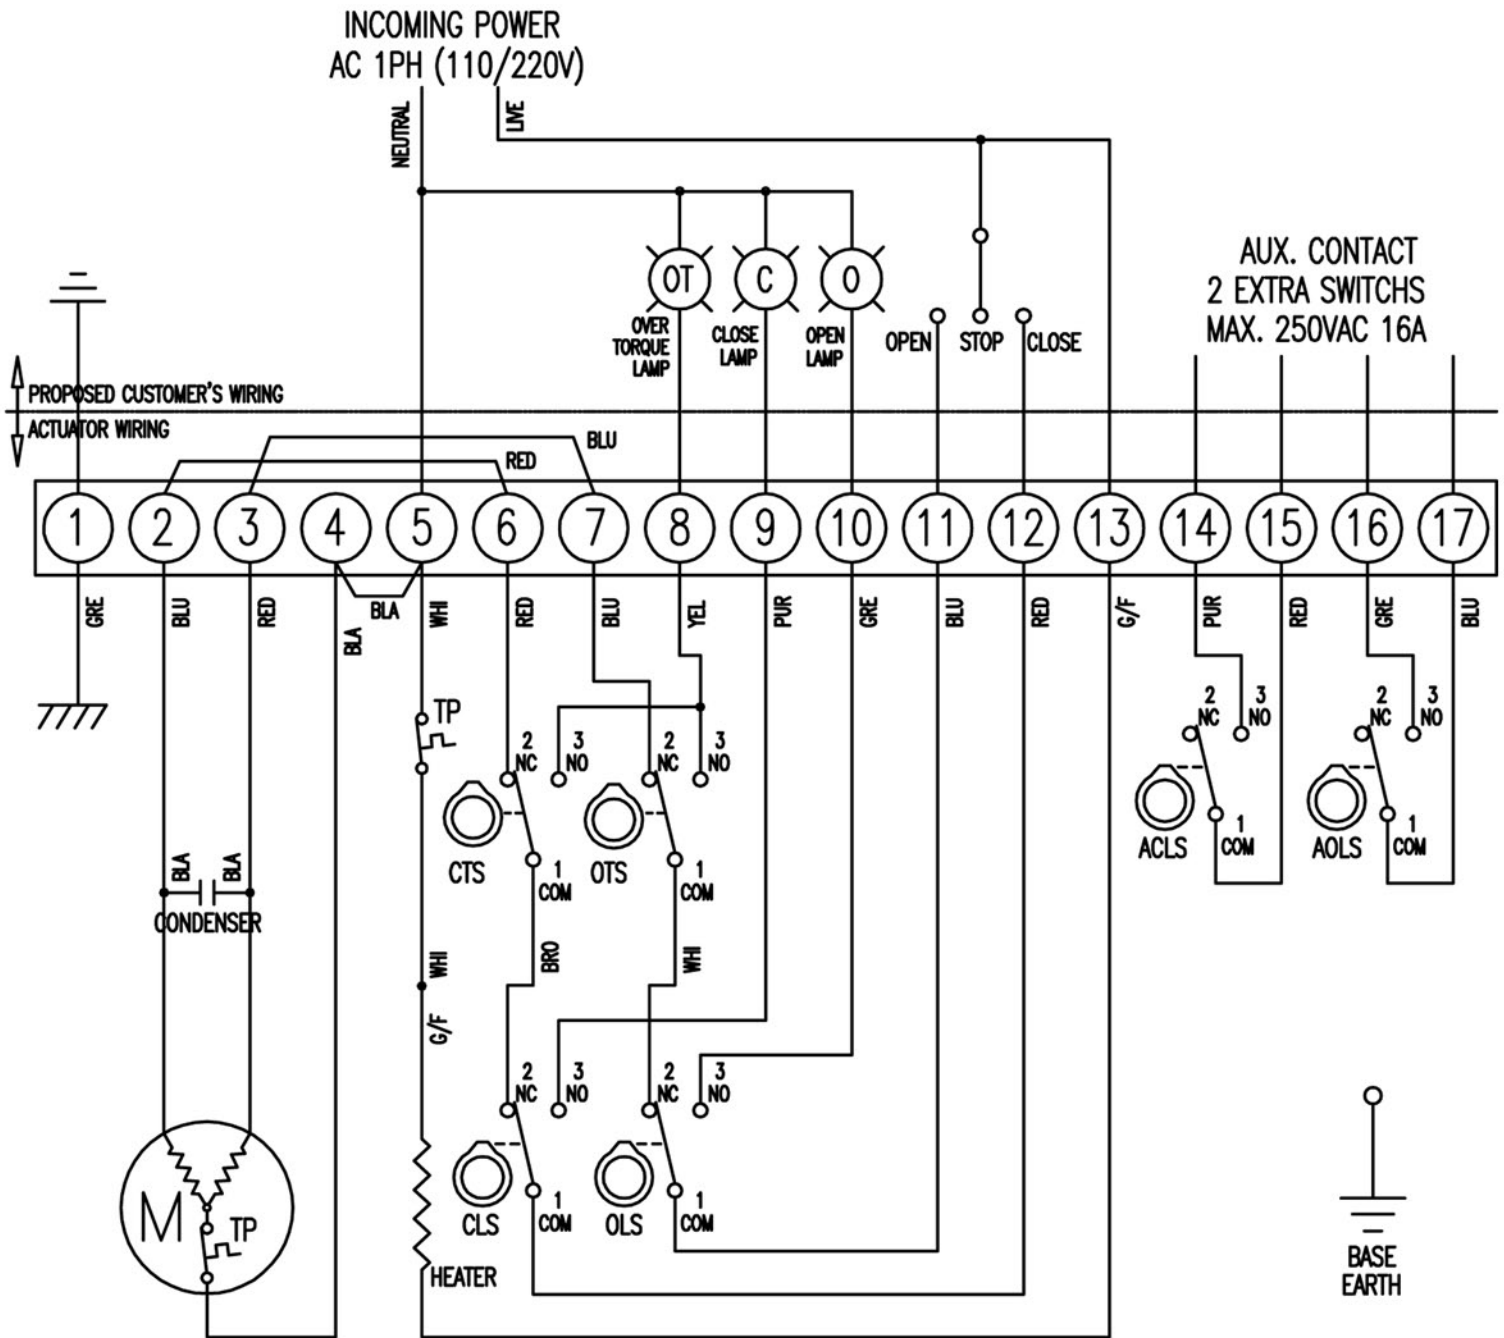 INCOMING POWER
AC 1PH (110/220V)
NEUTRAL
LIVE
OT
C
O
OVER
TORQUE
LAMP
CLOSE
LAMP
OPEN
LAMP
OPEN
STOP
CLOSE
AUX. CONTACT
2 EXTRA SWITCHS
MAX. 250VAC 16A
PROPOSED CUSTOMER'S WIRING
ACTUATOR WIRING
BLU
RED
1 2 3 4 5 6 7 8 9 10 11 12 13 14 15 16 17
GRE
BLU
RED
BLA
BLA
WHI
RED
BLU
YEL
PUR
GRE
BLU
RED
G/F
PUR
RED
GRE
BLU
TP
2
NC
3
NO
2
NC
3
NO
2
NC
3
NO
2
NC
3
NO
CTS
1
COM
OTS
1
COM
ACLS
1
COM
AOLS
1
COM
BLA
BLA
CONDENSER
WHI
G/F
BRO
WHI
2
NC
3
NO
2
NC
3
NO
CLS
1
COM
OLS
1
COM
M
TP
HEATER
BASE
EARTH